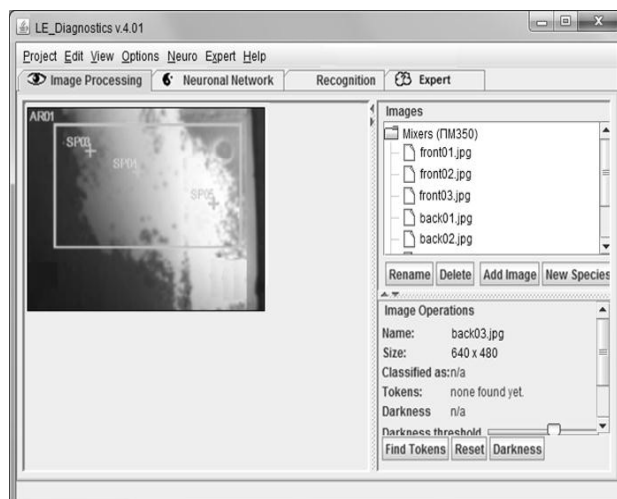 LE_Diagnostics v.4.01
Project Edit View Options Neuro Expert Help
Image Processing Neuronal Network Recognition Expert
AR01
SP03
SP04
SP05
Images
Mixers (ПМ350)
front01.jpg
front02.jpg
front03.jpg
back01.jpg
back02.jpg
Rename Delete Add Image New Species
Image Operations
Name: back03.jpg
Size: 640 x 480
Classified as:n/a
Tokens: none found yet.
Darkness n/a
Darkness threshold
Find Tokens Reset Darkness